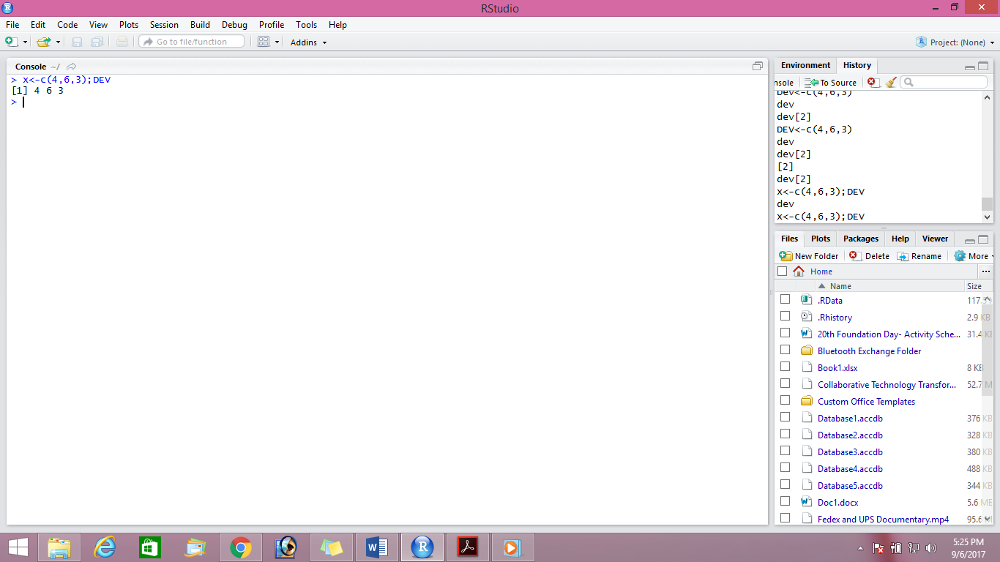 RStudio
File Edit Code View Plots Session Build Debug Profile Tools Help
Go to file/function Addins Project: (None)
Console ~/
> x<-c(4,6,3);DEV
[1] 4 6 3
>
Environment History
nsole To Source
Dev<-c(4,6,3)
dev
dev[2]
DEV<-c(4,6,3)
dev
dev[2]
[2]
dev[2]
x<-c(4,6,3);DEV
dev
x<-c(4,6,3);DEV
Files Plots Packages Help Viewer
New Folder Delete Rename More
Home ...
Name Size
.RData 117.
.Rhistory 2.9 KB
20th Foundation Day- Activity Sche... 31.4 KB
Bluetooth Exchange Folder
Book1.xlsx 8 KB
Collaborative Technology Transfor... 52.7 M
Custom Office Templates
Database1.accdb 376 KB
Database2.accdb 328 KB
Database3.accdb 380 KB
Database4.accdb 488 KB
Database5.accdb 344 KB
Doc1.docx 5.6 ME
Fedex and UPS Documentary.mp4 95.6
5:25 PM
9/6/2017